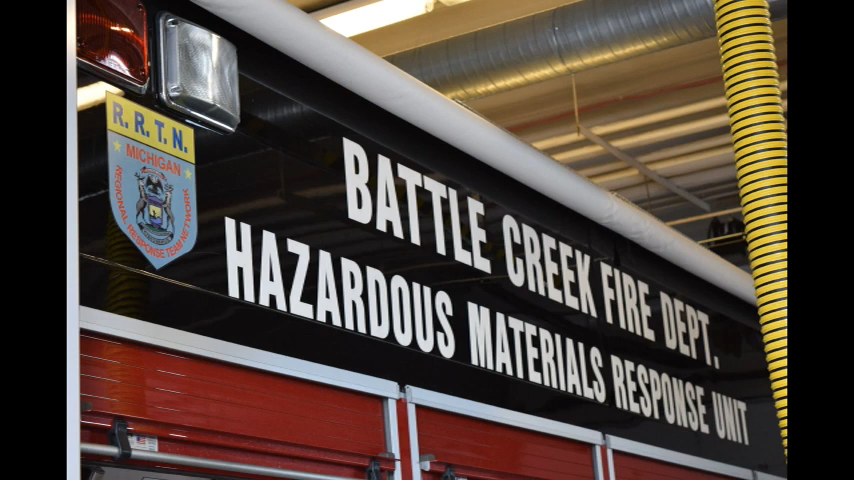 R.R.T.N.
MICHIGAN
REGIONAL RESPONSE TEAM NETWORK
BATTLE CREEK FIRE DEPT.
HAZARDOUS MATERIALS RESPONSE UNIT